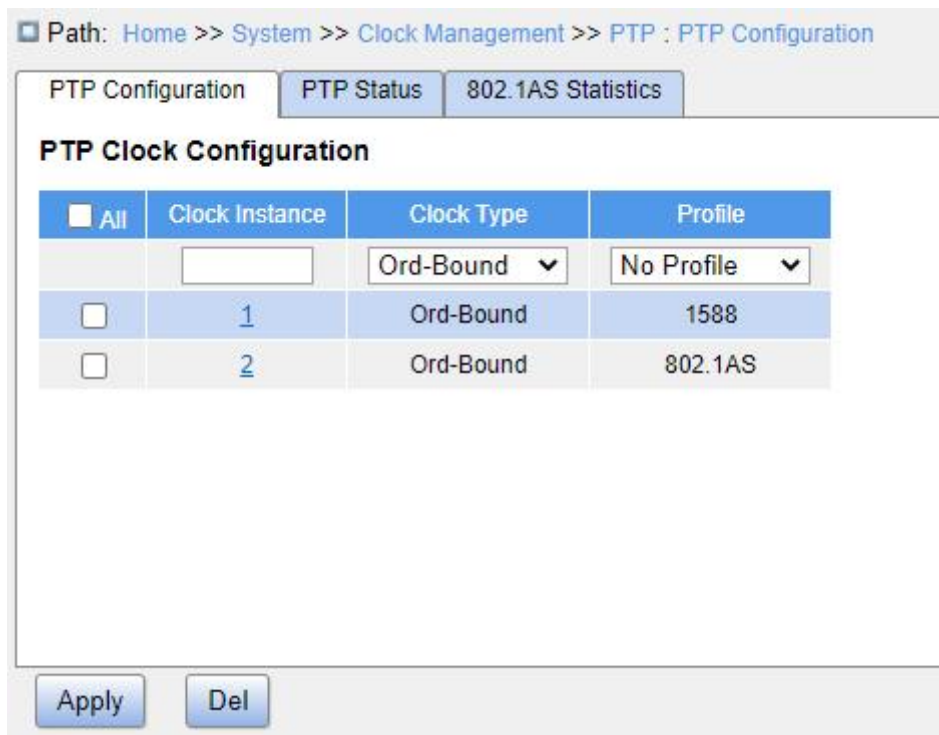 Path: Home >> System >> Clock Management >> PTP : PTP Configuration
PTP Configuration PTP Status 802.1AS Statistics
PTP Clock Configuration
All Clock Instance Clock Type Profile
Ord-Bound No Profile
1 Ord-Bound 1588
2 Ord-Bound 802.1AS
Apply Del